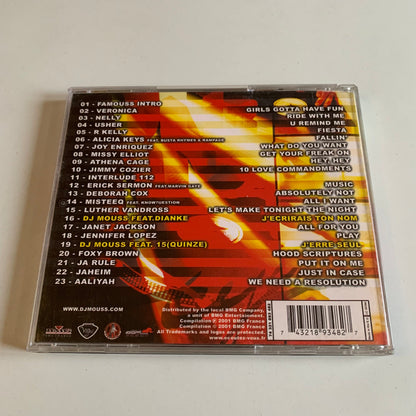 01 - FAMOUSS INTRO
02 - VERONICA GIRLS GOTTA HAVE FUN
03 - NELLY RIDE WITH ME
04 - USHER U REMIND ME
05 - R KELLY FIESTA
06 - ALICIA KEYS FEAT. BUSTA RHYMES & RAMPAGE FALLIN'
07 - JOY ENRIQUEZ WHAT DO YOU WANT
08 - MISSY ELLIOT GET YOUR FREAK ON
09 - ATHENA CAGE HEY, HEY
10 - JIMMY COZIER 10 LOVE COMMANDMENTS
11 - INTERLUDE 112
12 - ERICK SERMON FEAT.MARVIN GAYE MUSIC
13 - DEBORAH COX ABSOLUTELY NOT
14 - MISTEEQ FEAT. KNOWTUESTION ALL I WANT
15 - LUTHER VANDROSS LET'S MAKE TONIGHT THE NIGHT
16 - DJ MOUSS FEAT.DIANKE J'ECRIRAIS TON NOM
17 - JANET JACKSON ALL FOR YOU
18 - JENNIFER LOPEZ PLAY
19 - DJ MOUSS FEAT. 15(QUINZE) J'ERRE SEUL
20 - FOXY BROWN HOOD SCRIPTURES
21 - JA RULE PUT IT ON ME
22 - JAHEIM JUST IN CASE
23 - AALIYAH WE NEED A RESOLUTION
WWW.DJMOUSS.COM
Distributed by the local BMG Company,
a unit of BMG Entertainment.
Compilation ℗ 2001 BMG France
Compilation © 2001 BMG France
All Trademarks and logos are protected.
www.ecoutez-vous.fr
7 43218 93482 7